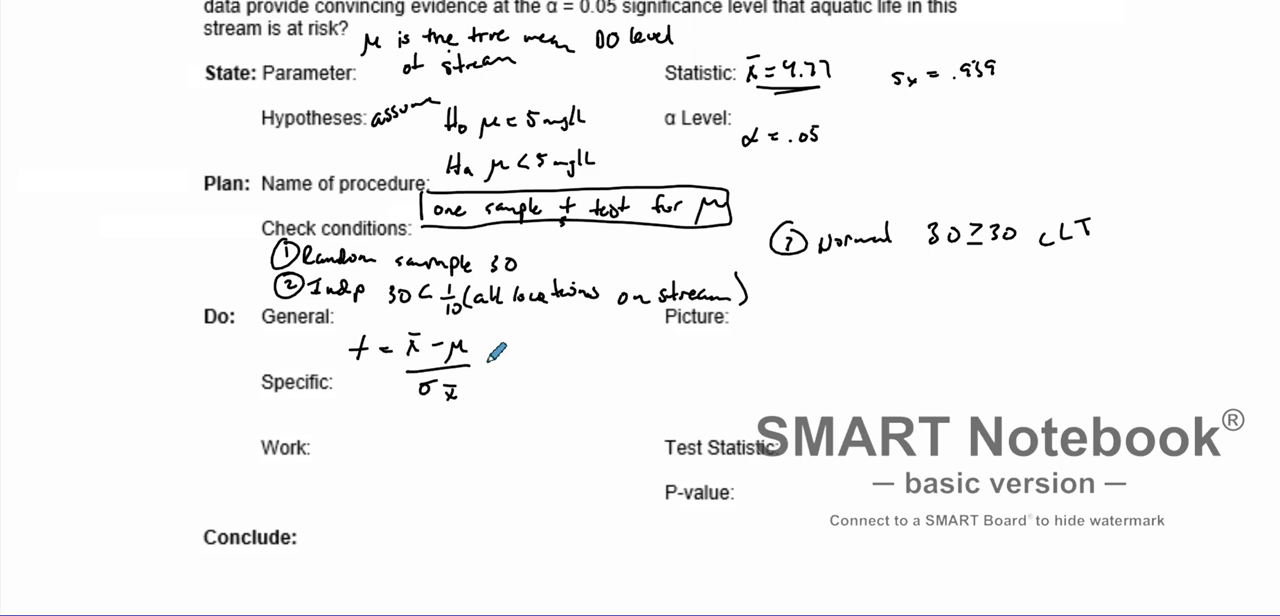 data provide convincing evidence at the α = 0.05 significance level that aquatic life in this
stream is at risk?
μ is the true mean DO level
of stream
State: Parameter:
Statistic: x̄ = 4.77 sₓ = .939
Hypotheses: assume H₀ μ = 5 mg/L
α Level: α = .05
Hₐ μ < 5 mg/L
Plan: Name of procedure: one sample t test for μ
Check conditions:
① Random sample 30
② Indep 30 < 1/10 (all locations on stream)
③ Normal 30 ≥ 30 CLT
Do: General:
t = x̄ - μ / σx̄
Picture:
Specific:
Work:
Test Statistic:
P-value:
Conclude:
SMART Notebook®
— basic version —
Connect to a SMART Board® to hide watermark